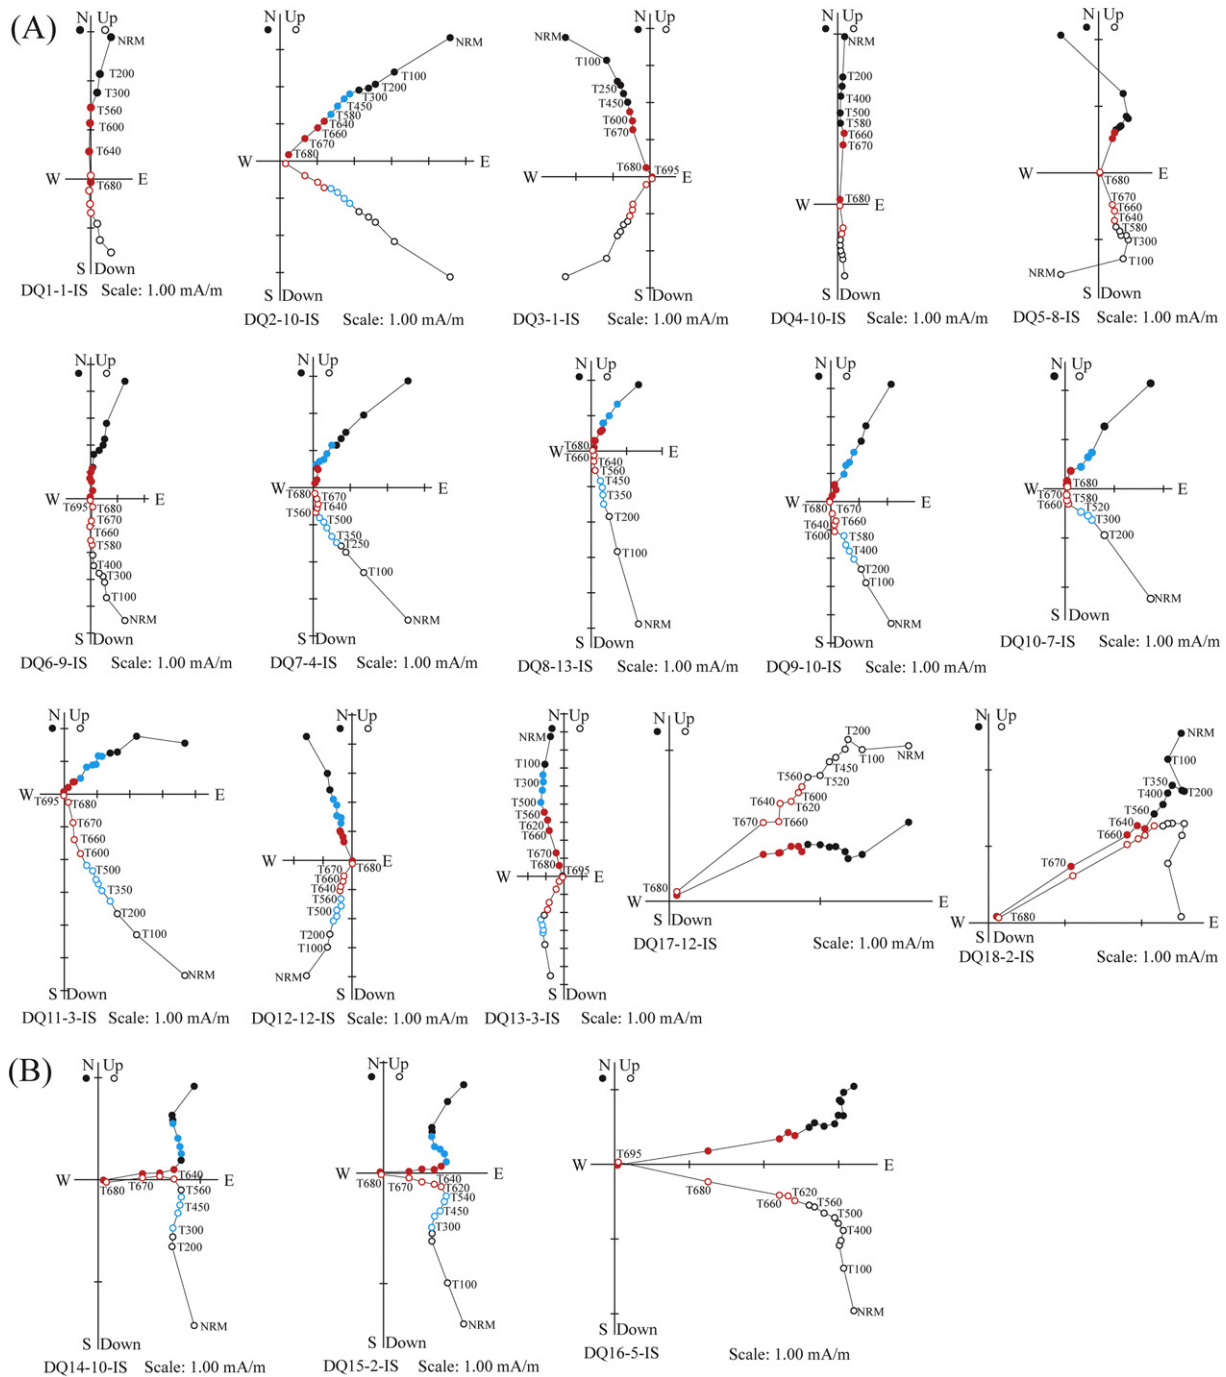 (A)
N Up
NRM
T200
T300
T560
T600
T640
W E
T680
S Down
DQ1-1-IS Scale: 1.00 mA/m
N Up
NRM
T100
T200
T300
T450
T580
T640
T660
T670
T680
W E
S Down
DQ2-10-IS Scale: 1.00 mA/m
N Up
NRM
T100
T250
T450
T600
T670
T680 T695
W E
S Down
DQ3-1-IS Scale: 1.00 mA/m
N Up
NRM
T200
T400
T500
T580
T660
T670
T680
W E
S Down
DQ4-10-IS Scale: 1.00 mA/m
N Up
W E
T680
T670
T660
T640
T580
T300
T100
NRM
S Down
DQ5-8-IS Scale: 1.00 mA/m
N Up
W E
T695 T680
T670
T660
T580
T400
T300
T100
NRM
S Down
DQ6-9-IS Scale: 1.00 mA/m
N Up
W E
T680 T670
T640
T560
T500
T350
T250
T100
NRM
S Down
DQ7-4-IS Scale: 1.00 mA/m
N Up
T680
W E
T660 T640
T560
T450
T350
T200
T100
NRM
S Down
DQ8-13-IS Scale: 1.00 mA/m
N Up
W E
T680 T670
T640 T660
T600 T580
T400
T200
T100
NRM
S Down
DQ9-10-IS Scale: 1.00 mA/m
N Up
T680
W E
T670 T580
T660 T520
T300
T200
NRM
S Down
DQ10-7-IS Scale: 1.00 mA/m
N Up
W E
T695 T680
T670
T660
T600
T500
T350
T200
T100
NRM
S Down
DQ11-3-IS Scale: 1.00 mA/m
N Up
W E
T680
T670
T660
T640
T560
T500
T200
T100
NRM
S Down
DQ12-12-IS Scale: 1.00 mA/m
N Up
NRM
T100
T300
T500
T560
T620
T660
T670
T680 T695
W E
S Down
DQ13-3-IS Scale: 1.00 mA/m
N Up
T200
T100 NRM
T450
T560 T520
T600
T640 T620
T670 T660
T680
W E
S Down
DQ17-12-IS Scale: 1.00 mA/m
N Up
NRM
T100
T350
T400 T200
T560
T640
T660
T670
T680
W E
S Down
DQ18-2-IS Scale: 1.00 mA/m
(B)
N Up
W E
T680 T670 T640
T560
T450
T300
T200
NRM
S Down
DQ14-10-IS Scale: 1.00 mA/m
N Up
W E
T680 T670 T640
T620
T540
T450
T300
T100
NRM
S Down
DQ15-2-IS Scale: 1.00 mA/m
N Up
T695
W E
T680 T660 T620
T560
T500
T400
T100
NRM
S Down
DQ16-5-IS Scale: 1.00 mA/m